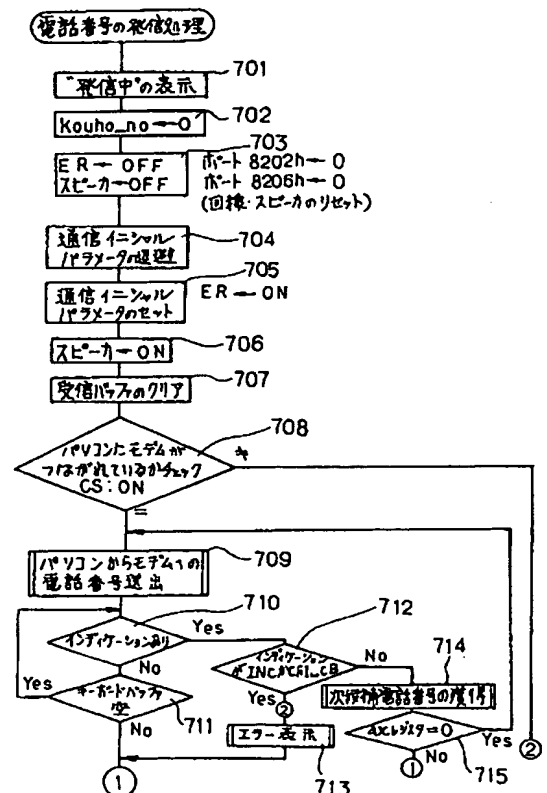 電話番号の発信処理
701
"発信中"の表示
702
kouho_no ← 0
703
ER ← OFF
スピーカ ← OFF
ポート 8202h ← 0
ポート 8206h ← 0
(回線・スピーカのリセット)
通信イニシャル
パラメータの退避
704
705
通信イニシャル
パラメータのセット
ER ← ON
706
スピーカ ← ON
707
受信バッファのクリア
708
パソコンにモデムが
つながれているかチェック
CS:ON
≠
=
709
パソコンからモデムへの
電話番号送出
710
インディケーションあり
Yes
No
712
インディケーション
が INC
No
Yes
②
714
次候補電話番号の獲得
Yes
キーボードバッファ
空
711
No
エラー表示
713
AXレジスタ=0
Yes
No
715
①
①
②